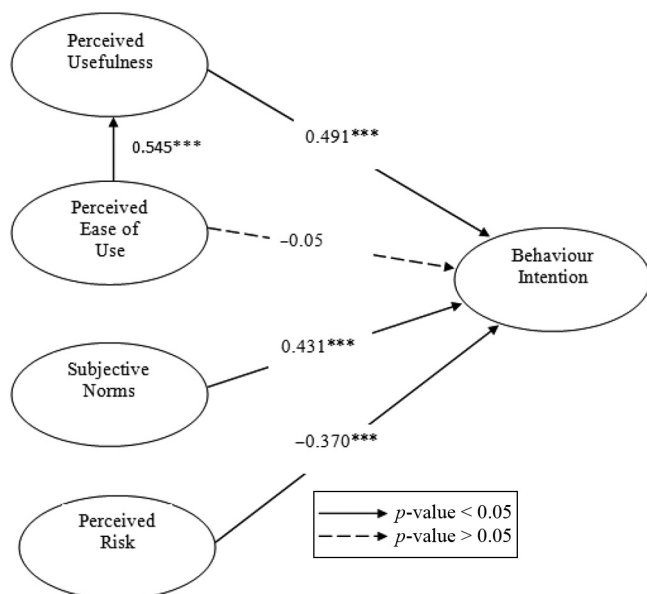 Perceived
Usefulness
0.545***
0.491***
Perceived
Ease of
Use
–0.05
Behaviour
Intention
Subjective
Norms
0.431***
–0.370***
Perceived
Risk
p-value < 0.05
p-value > 0.05